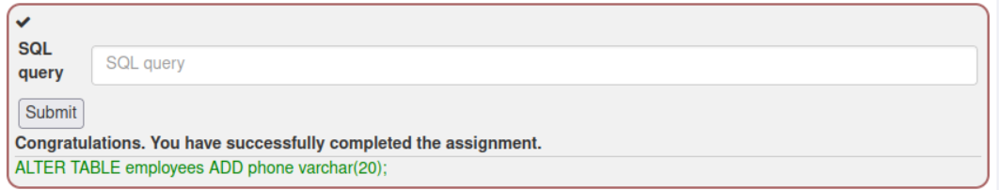 SQL
query
SQL query
Submit
Congratulations. You have successfully completed the assignment.
ALTER TABLE employees ADD phone varchar(20);